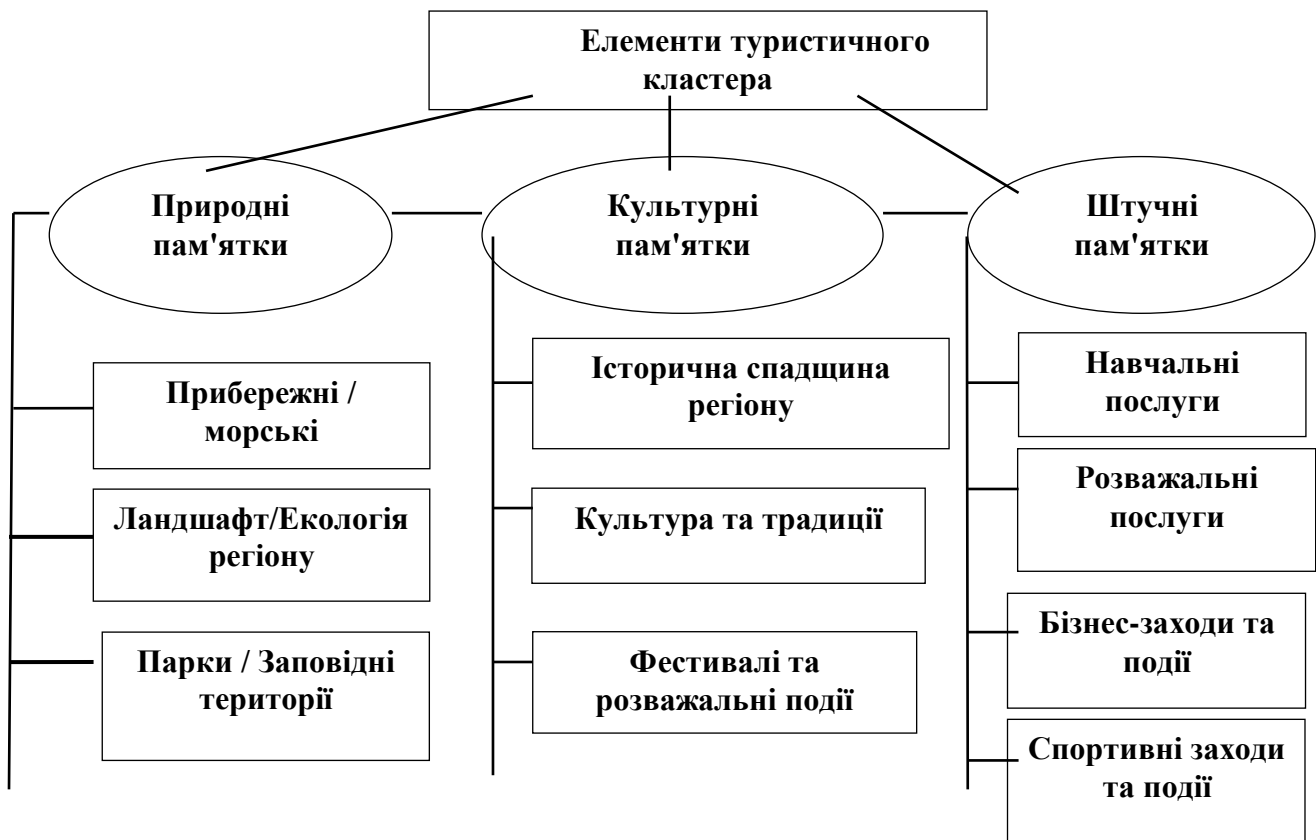 Елементи туристичного
кластера
Природні
пам'ятки
Культурні
пам'ятки
Штучні
пам'ятки
Прибережні /
морські
Ландшафт/Екологія
регіону
Парки / Заповідні
території
Історична спадщина
регіону
Культура та традиції
Фестивалі та
розважальні події
Навчальні
послуги
Розважальні
послуги
Бізнес-заходи та
події
Спортивні заходи
та події